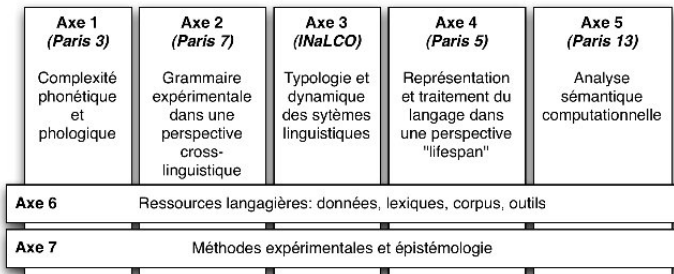 Axe 1
(Paris 3)
Complexité
phonétique
et
phologique
Axe 2
(Paris 7)
Grammaire
expérimentale
dans une
perspective
cross-
linguistique
Axe 3
(INaLCO)
Typologie et
dynamique
des sytèmes
linguistiques
Axe 4
(Paris 5)
Représentation
et traitement du
langage dans
une perspective
"lifespan"
Axe 5
(Paris 13)
Analyse
sémantique
computationnelle
Axe 6 Ressources langagières: données, lexiques, corpus, outils
Axe 7 Méthodes expérimentales et épistémologie